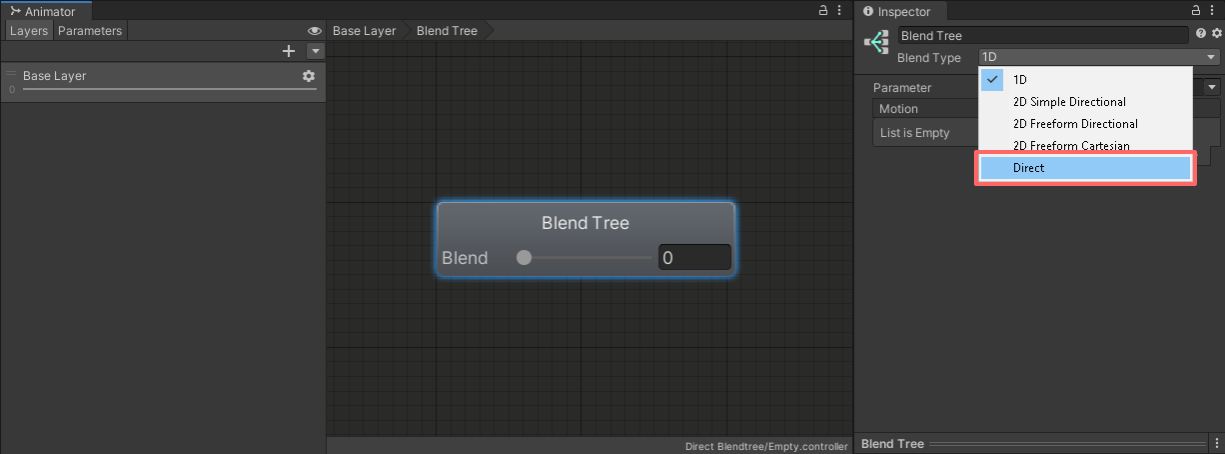 Animator
Layers
Parameters
Base Layer
0
Base Layer
Blend Tree
Blend Tree
Blend
0
Direct Blendtree/Empty.controller
Inspector
Blend Tree
Blend Type
1D
Parameter
Motion
List is Empty
1D
2D Simple Directional
2D Freeform Directional
2D Freeform Cartesian
Direct
Blend Tree